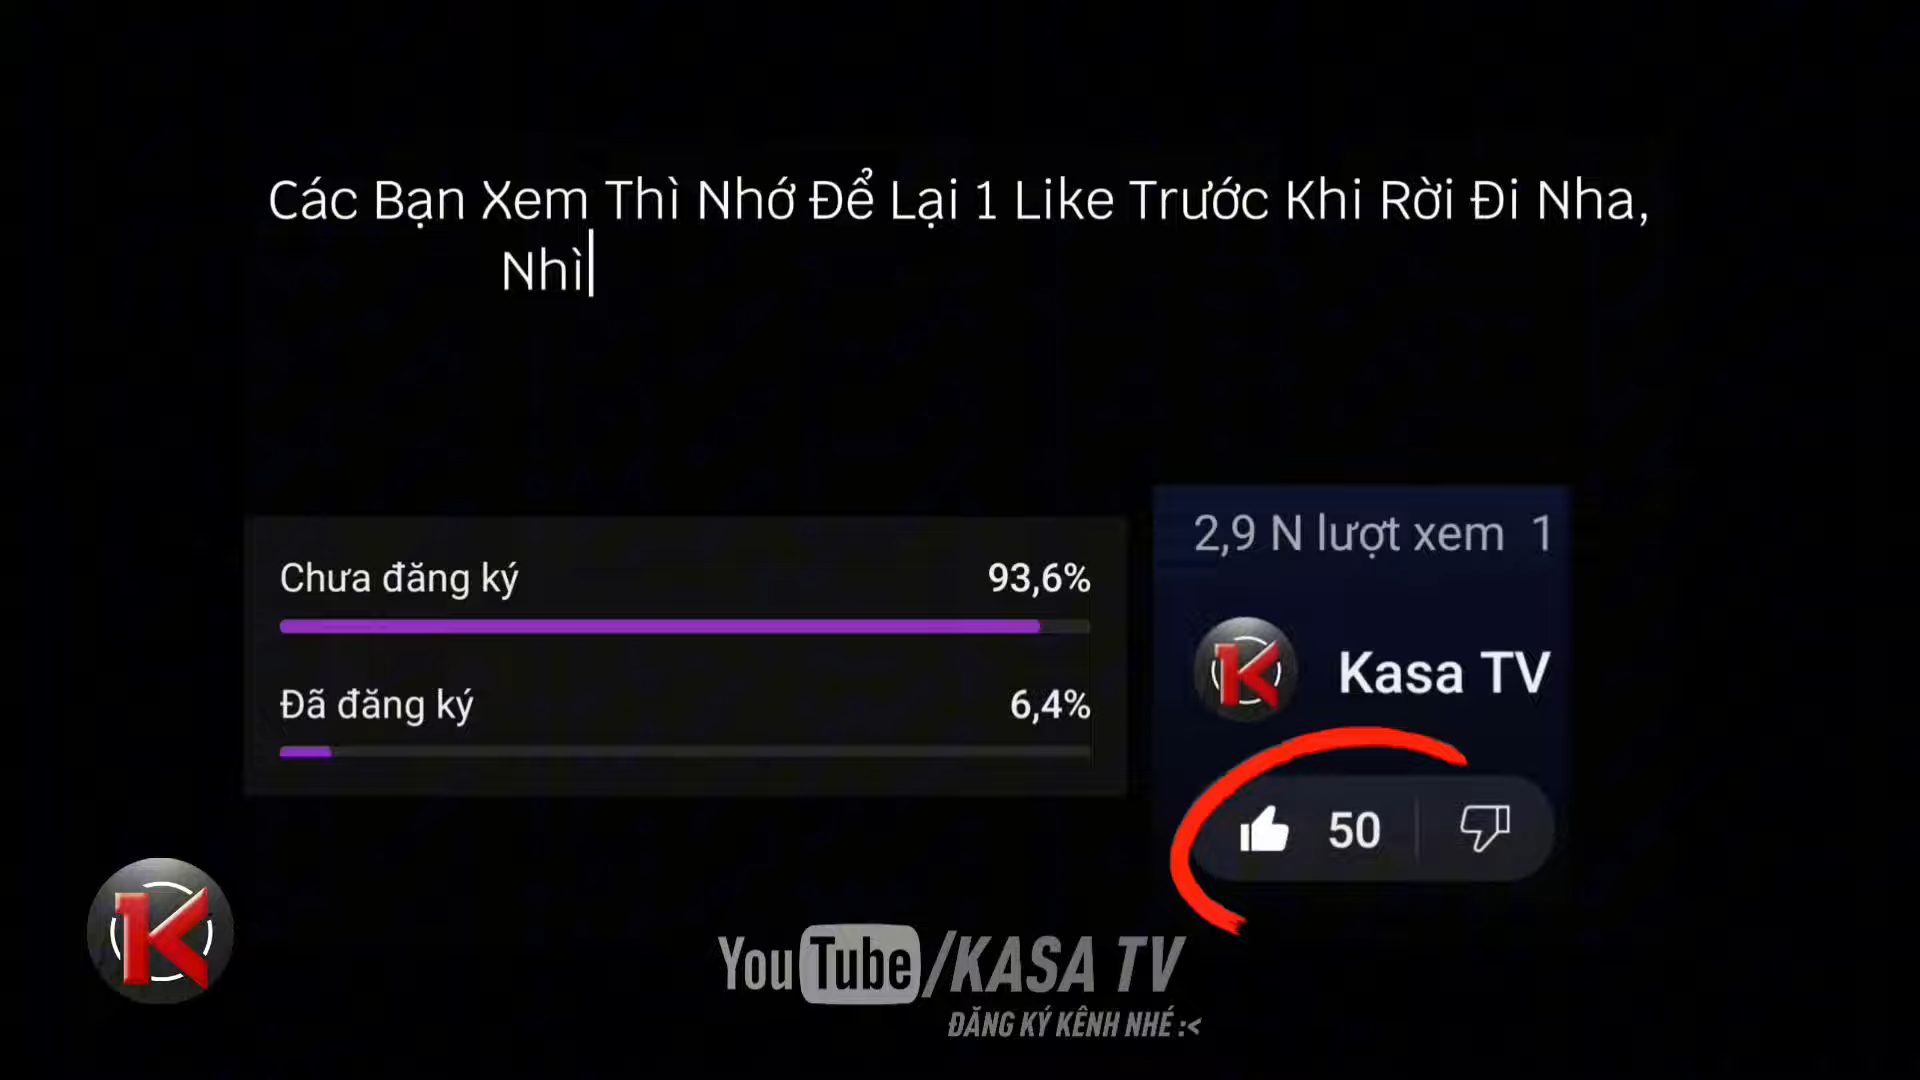 Các Bạn Xem Thì Nhớ Để Lại 1 Like Trước Khi Rời Đi Nha,
Nhì
Chưa đăng ký 93,6%
Đã đăng ký 6,4%
2,9 N lượt xem 1
Kasa TV
50
YouTube/KASA TV
ĐĂNG KÝ KÊNH NHÉ :<